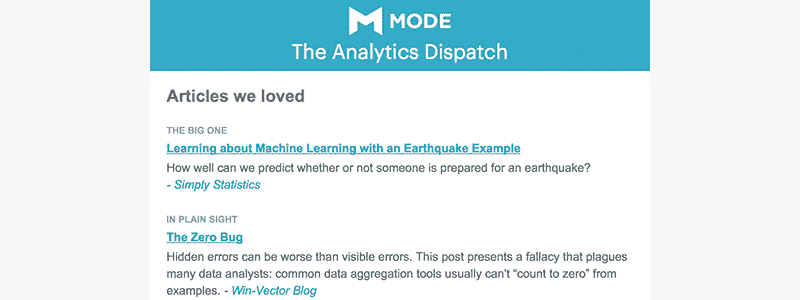 MODE
The Analytics Dispatch
Articles we loved
THE BIG ONE
Learning about Machine Learning with an Earthquake Example
How well can we predict whether or not someone is prepared for an earthquake?
- Simply Statistics
IN PLAIN SIGHT
The Zero Bug
Hidden errors can be worse than visible errors. This post presents a fallacy that plagues
many data analysts: common data aggregation tools usually can't “count to zero” from
examples. - Win-Vector Blog